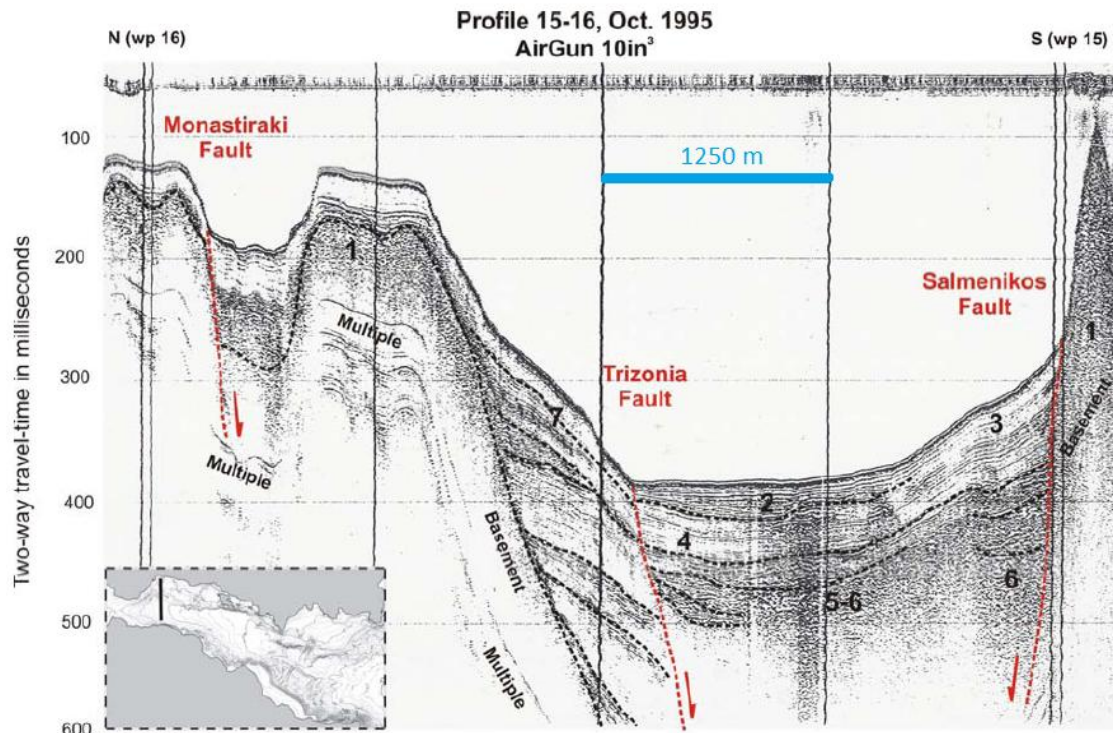 Profile 15-16, Oct. 1995
AirGun 10in³
N (wp 16)
S (wp 15)
Two-way travel-time in milliseconds
100
200
300
400
500
600
Monastiraki
Fault
1250 m
1
Multiple
Salmenikos
Fault
1
Basement
3
Trizonia
Fault
7
Multiple
2
4
Basement
5-6
6
Multiple